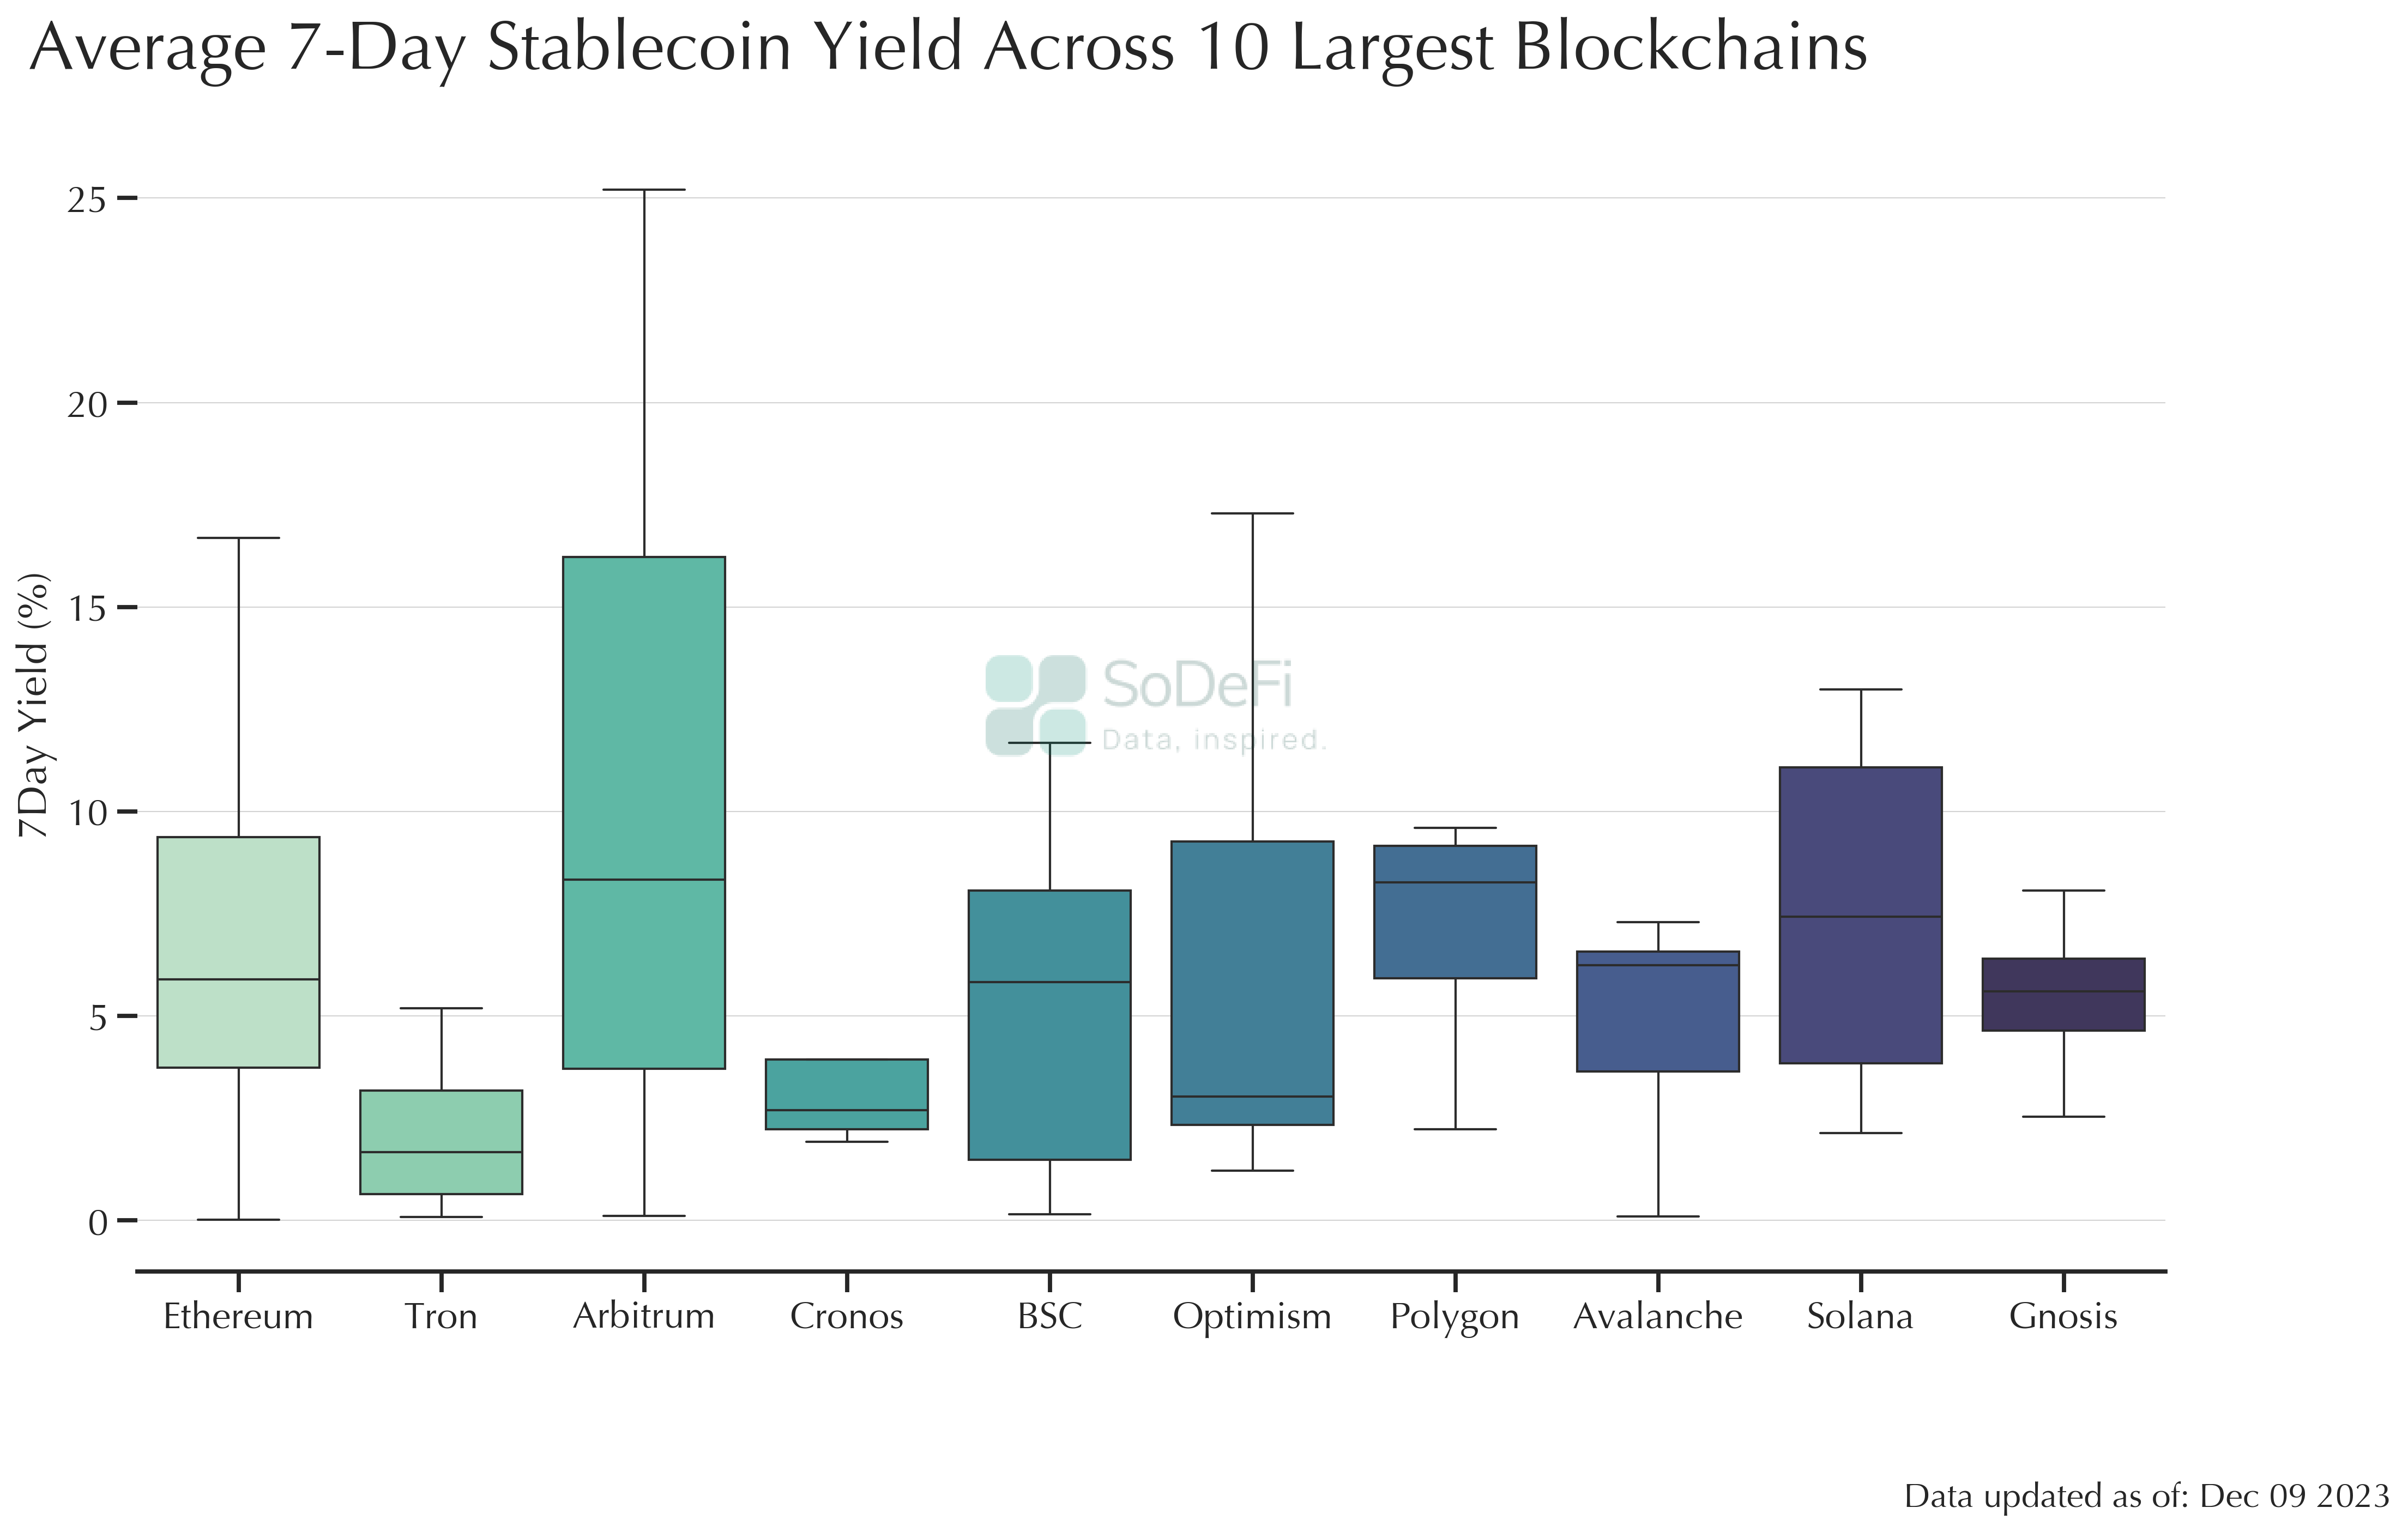 Average 7-Day Stablecoin Yield Across 10 Largest Blockchains
25
20
15
10
5
0
7Day Yield (%)
SoDeFi
Data, inspired.
Ethereum Tron Arbitrum Cronos BSC Optimism Polygon Avalanche Solana Gnosis
Data updated as of: Dec 09 2023